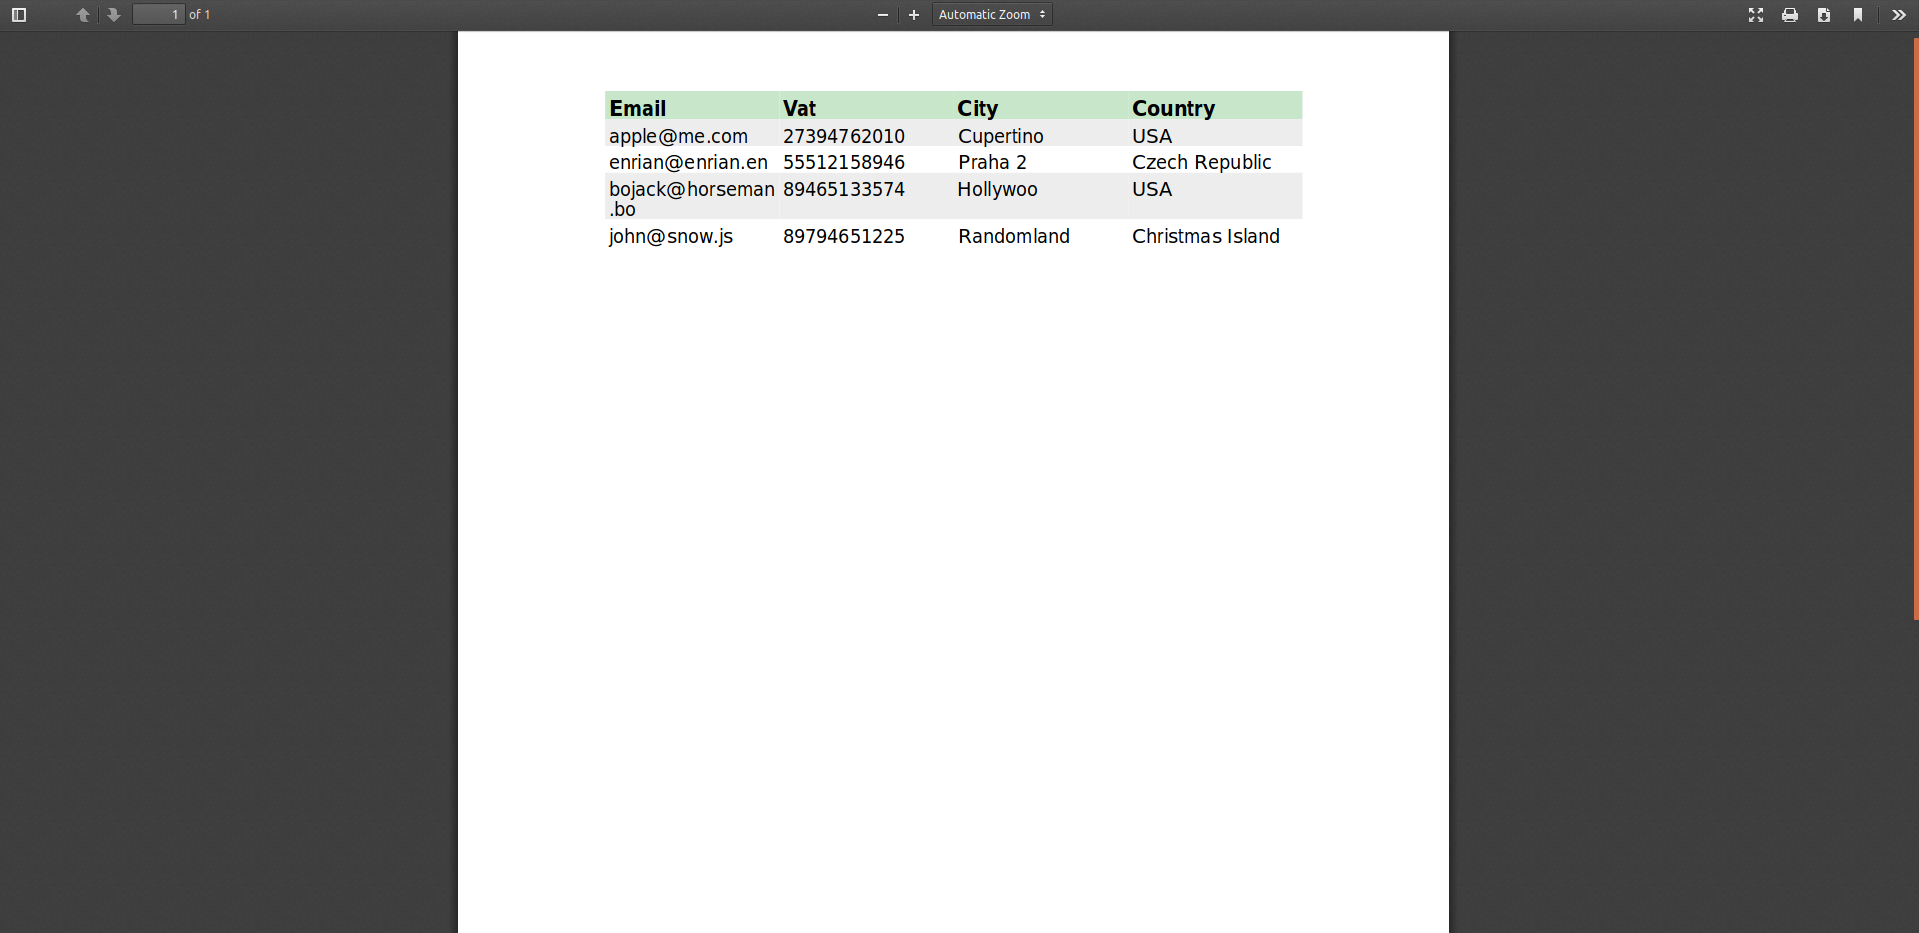 1 of 1 Automatic Zoom
Email Vat City Country
apple@me.com 27394762010 Cupertino USA
enrian@enrian.en 55512158946 Praha 2 Czech Republic
bojack@horseman 89465133574 Hollywoo USA
.bo
john@snow.js 89794651225 Randomland Christmas Island